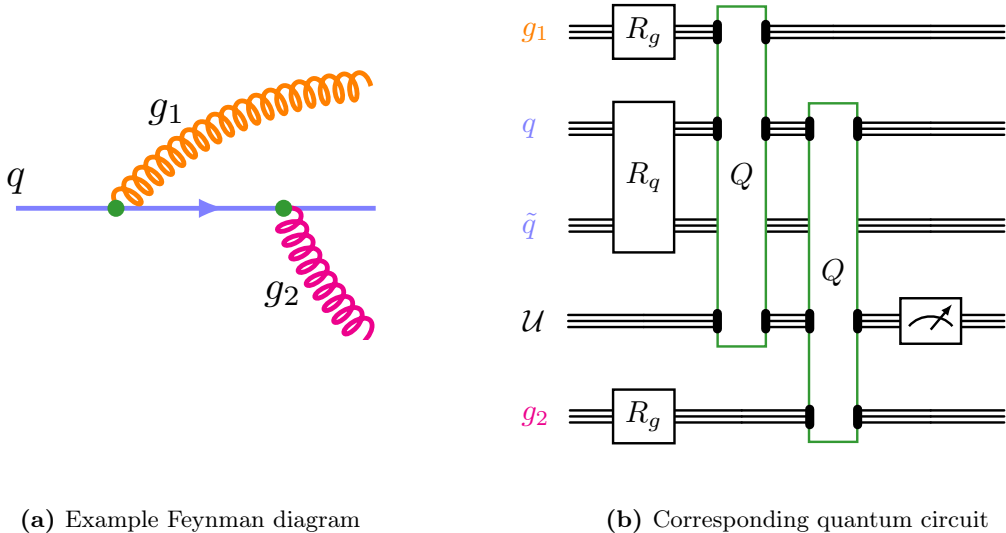 g₁
q
g₂
g₁ R_g
q
R_q
Q
q̃
Q
𝒰
g₂ R_g
(a) Example Feynman diagram
(b) Corresponding quantum circuit